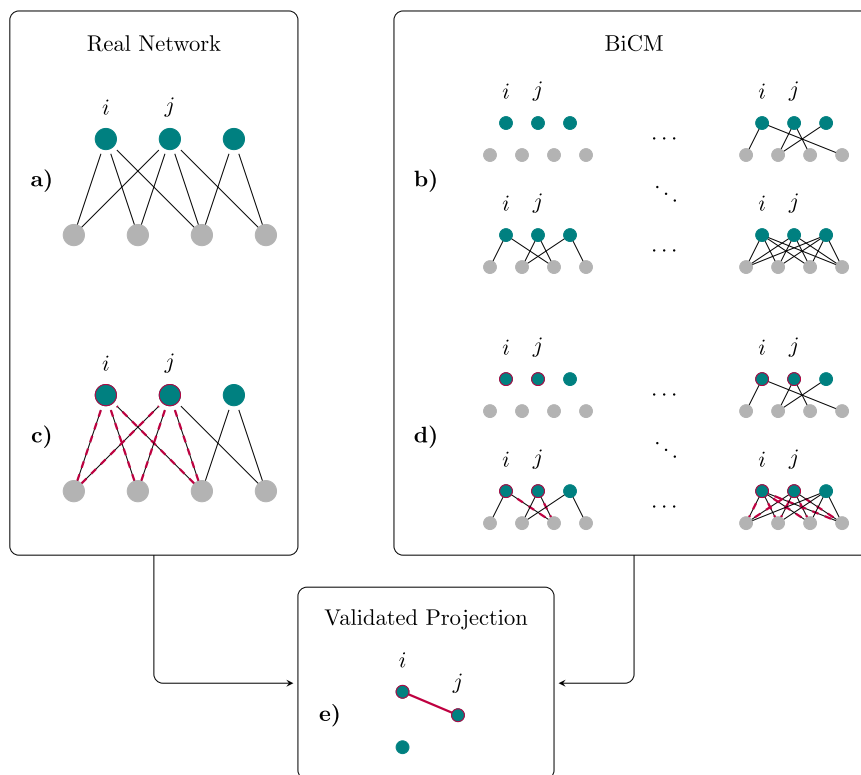 Real Network
i j
a)
i j
c)
BiCM
i j i j
b) ...
i j i j
...
i j i j
d) ...
i j i j
...
Validated Projection
i
j
e)